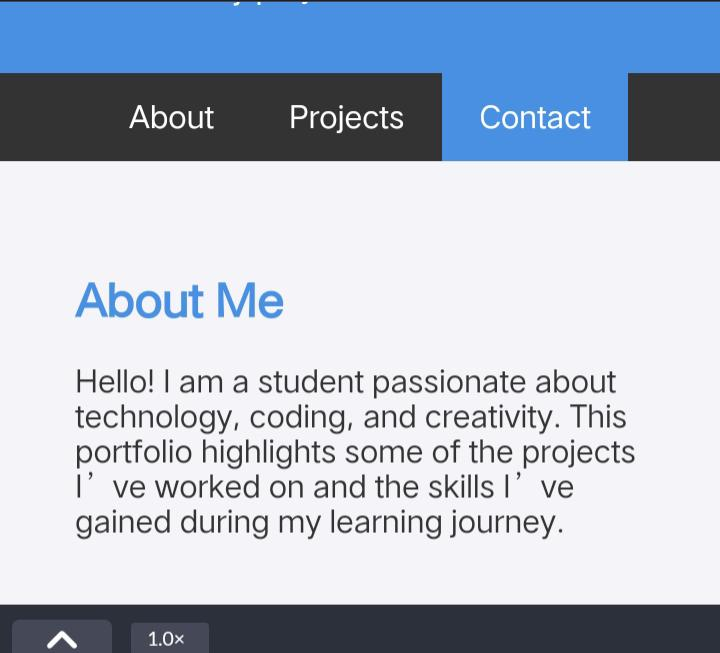 About Projects Contact
About Me
Hello! I am a student passionate about
technology, coding, and creativity. This
portfolio highlights some of the projects
I’ve worked on and the skills I’ve
gained during my learning journey.
1.0×